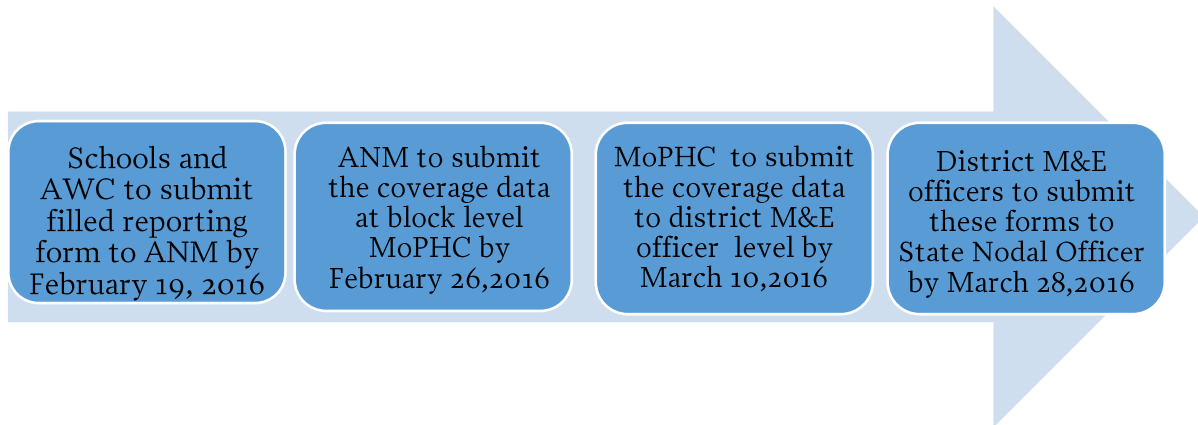 Schools and
AWC to submit
filled reporting
form to ANM by
February 19, 2016
ANM to submit
the coverage data
at block level
MoPHC by
February 26,2016
MoPHC to submit
the coverage data
to district M&E
officer level by
March 10,2016
District M&E
officers to submit
these forms to
State Nodal Officer
by March 28,2016